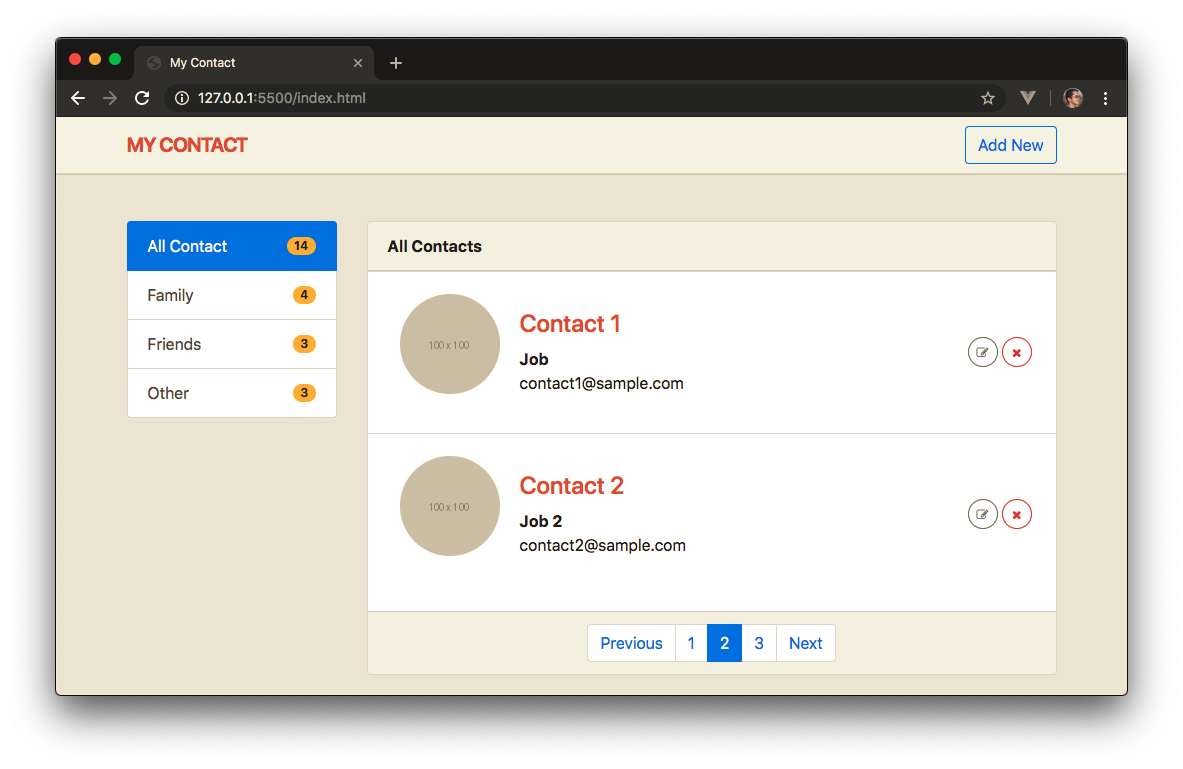 My Contact
127.0.0.1:5500/index.html
MY CONTACT
Add New
All Contact 14
Family 4
Friends 3
Other 3
All Contacts
100 x 100
Contact 1
Job
contact1@sample.com
100 x 100
Contact 2
Job 2
contact2@sample.com
Previous 1 2 3 Next